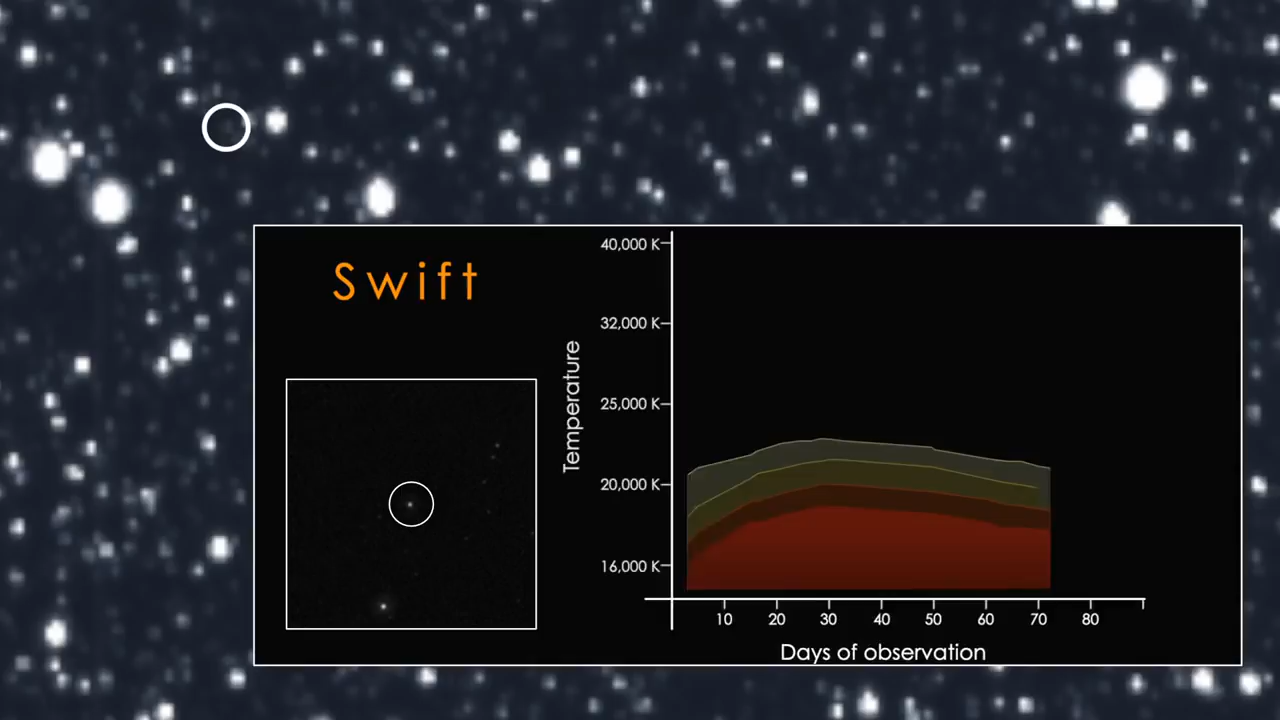 Swift
Temperature
40,000 K
32,000 K
25,000 K
20,000 K
16,000 K
10 20 30 40 50 60 70 80
Days of observation